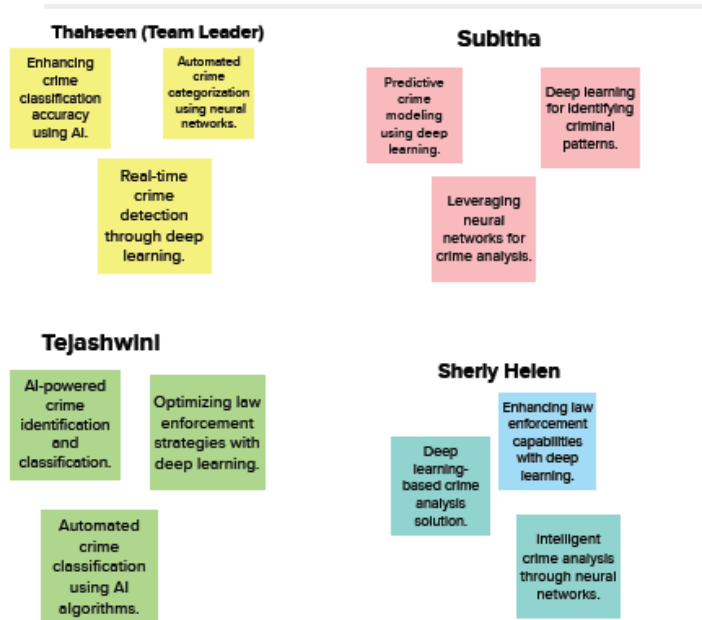 Thahseen (Team Leader)
Enhancing
crime
classification
accuracy
using AI.
Automated
crime
categorization
using neural
networks.
Real-time
crime
detection
through deep
learning.
Subitha
Predictive
crime
modeling
using deep
learning.
Deep learning
for identifying
criminal
patterns.
Leveraging
neural
networks for
crime analysis.
Tejashwini
AI-powered
crime
identification
and
classification.
Optimizing law
enforcement
strategies with
deep learning.
Automated
crime
classification
using AI
algorithms.
Sherly Helen
Enhancing law
enforcement
capabilities
with deep
learning.
Deep
learning-
based crime
analysis
solution.
Intelligent
crime analysis
through neural
networks.